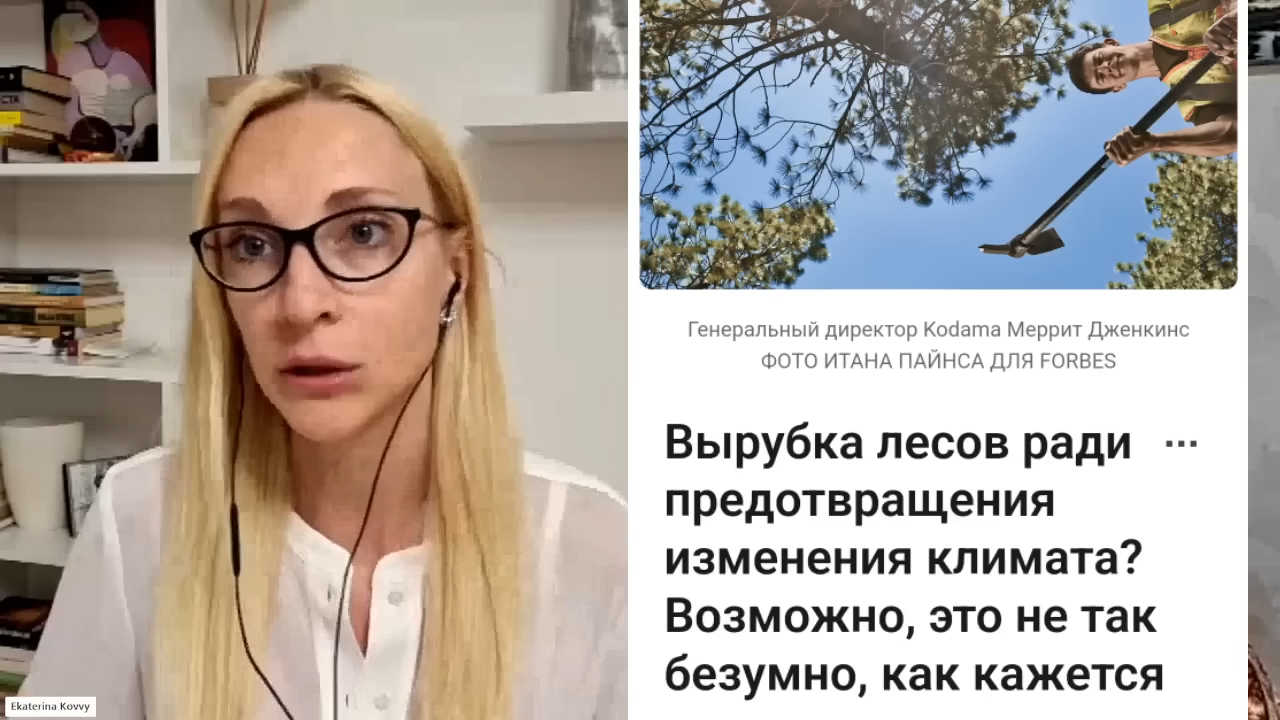 СТА
Ekaterina Kovvy
Генеральный директор Kodama Меррит Дженкинс
ФОТО ИТАНА ПАЙНСА ДЛЯ FORBES
Вырубка лесов ради ...
предотвращения
изменения климата?
Возможно, это не так
безумно, как кажется